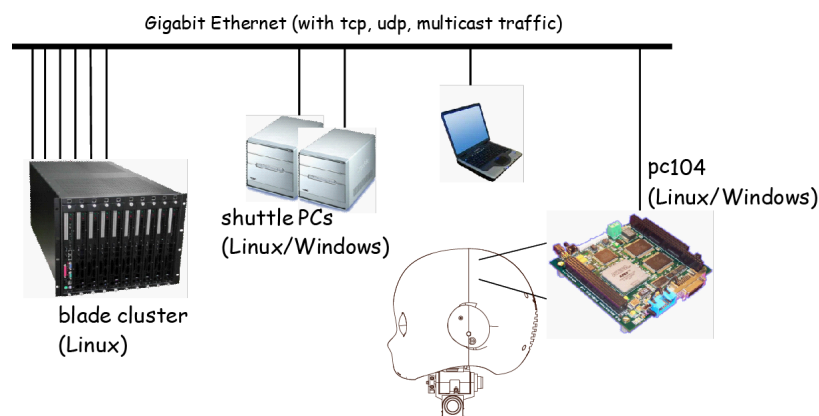 Gigabit Ethernet (with tcp, udp, multicast traffic)
pc104
(Linux/Windows)
shuttle PCs
(Linux/Windows)
blade cluster
(Linux)